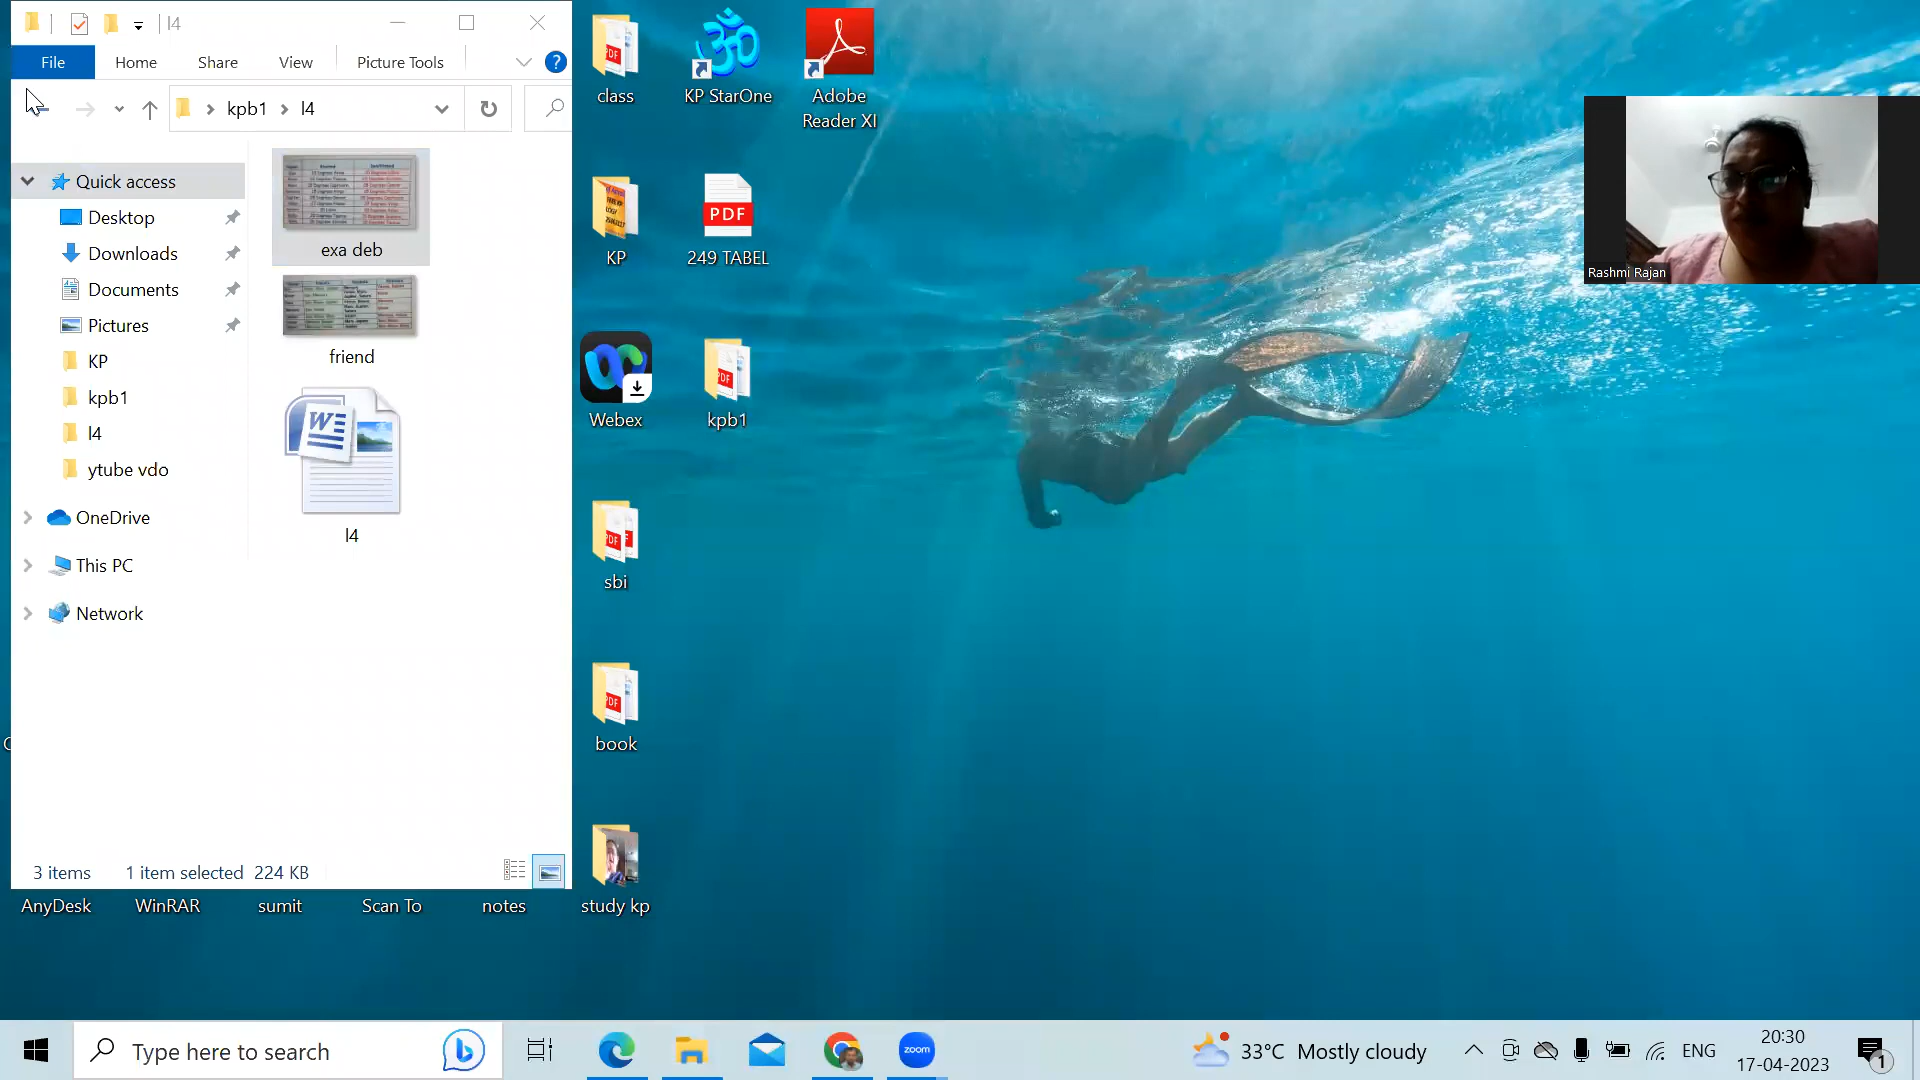 l4
File
Home
Share
View
Picture Tools
kpb1
l4
Quick access
Desktop
Downloads
Documents
Pictures
KP
kpb1
l4
ytube vdo
OneDrive
This PC
Network
exa deb
friend
l4
3 items
1 item selected 224 KB
class
KP StarOne
Adobe
Reader XI
KP
PDF
249 TABEL
Webex
kpb1
sbi
book
AnyDesk
WinRAR
sumit
Scan To
notes
study kp
Rashmi Rajan
Type here to search
zoom
33°C Mostly cloudy
ENG
20:30
17-04-2023
1